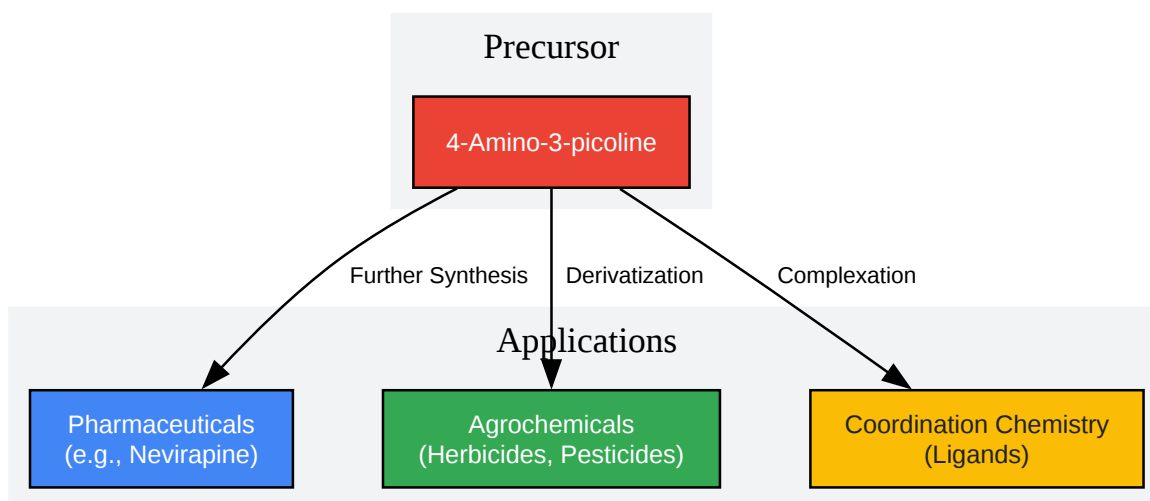 Precursor
4-Amino-3-picoline
Further Synthesis
Derivatization
Complexation
Applications
Pharmaceuticals
(e.g., Nevirapine)
Agrochemicals
(Herbicides, Pesticides)
Coordination Chemistry
(Ligands)